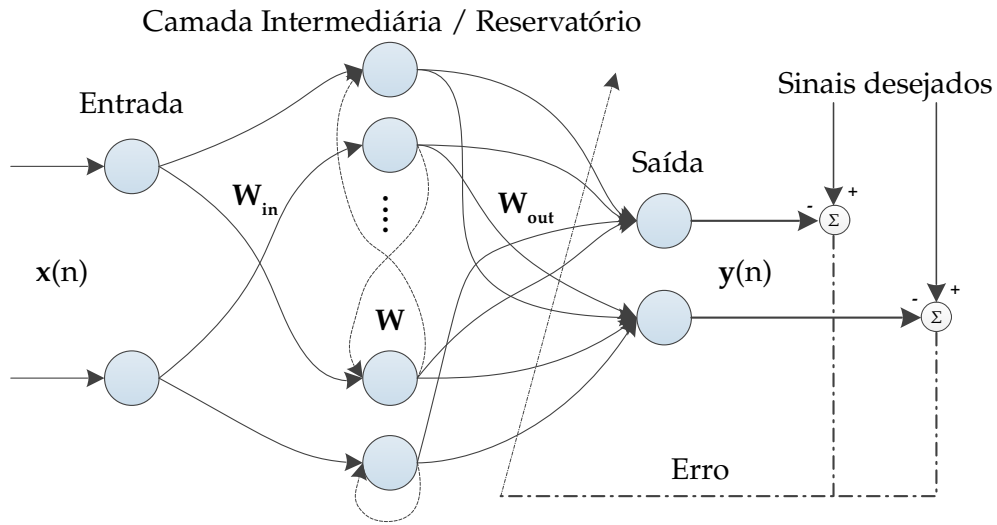 Camada Intermediária / Reservatório
Entrada
Sinais desejados
Saída
W_in
W_out
x(n)
y(n)
W
- +
Σ
- +
Σ
Erro